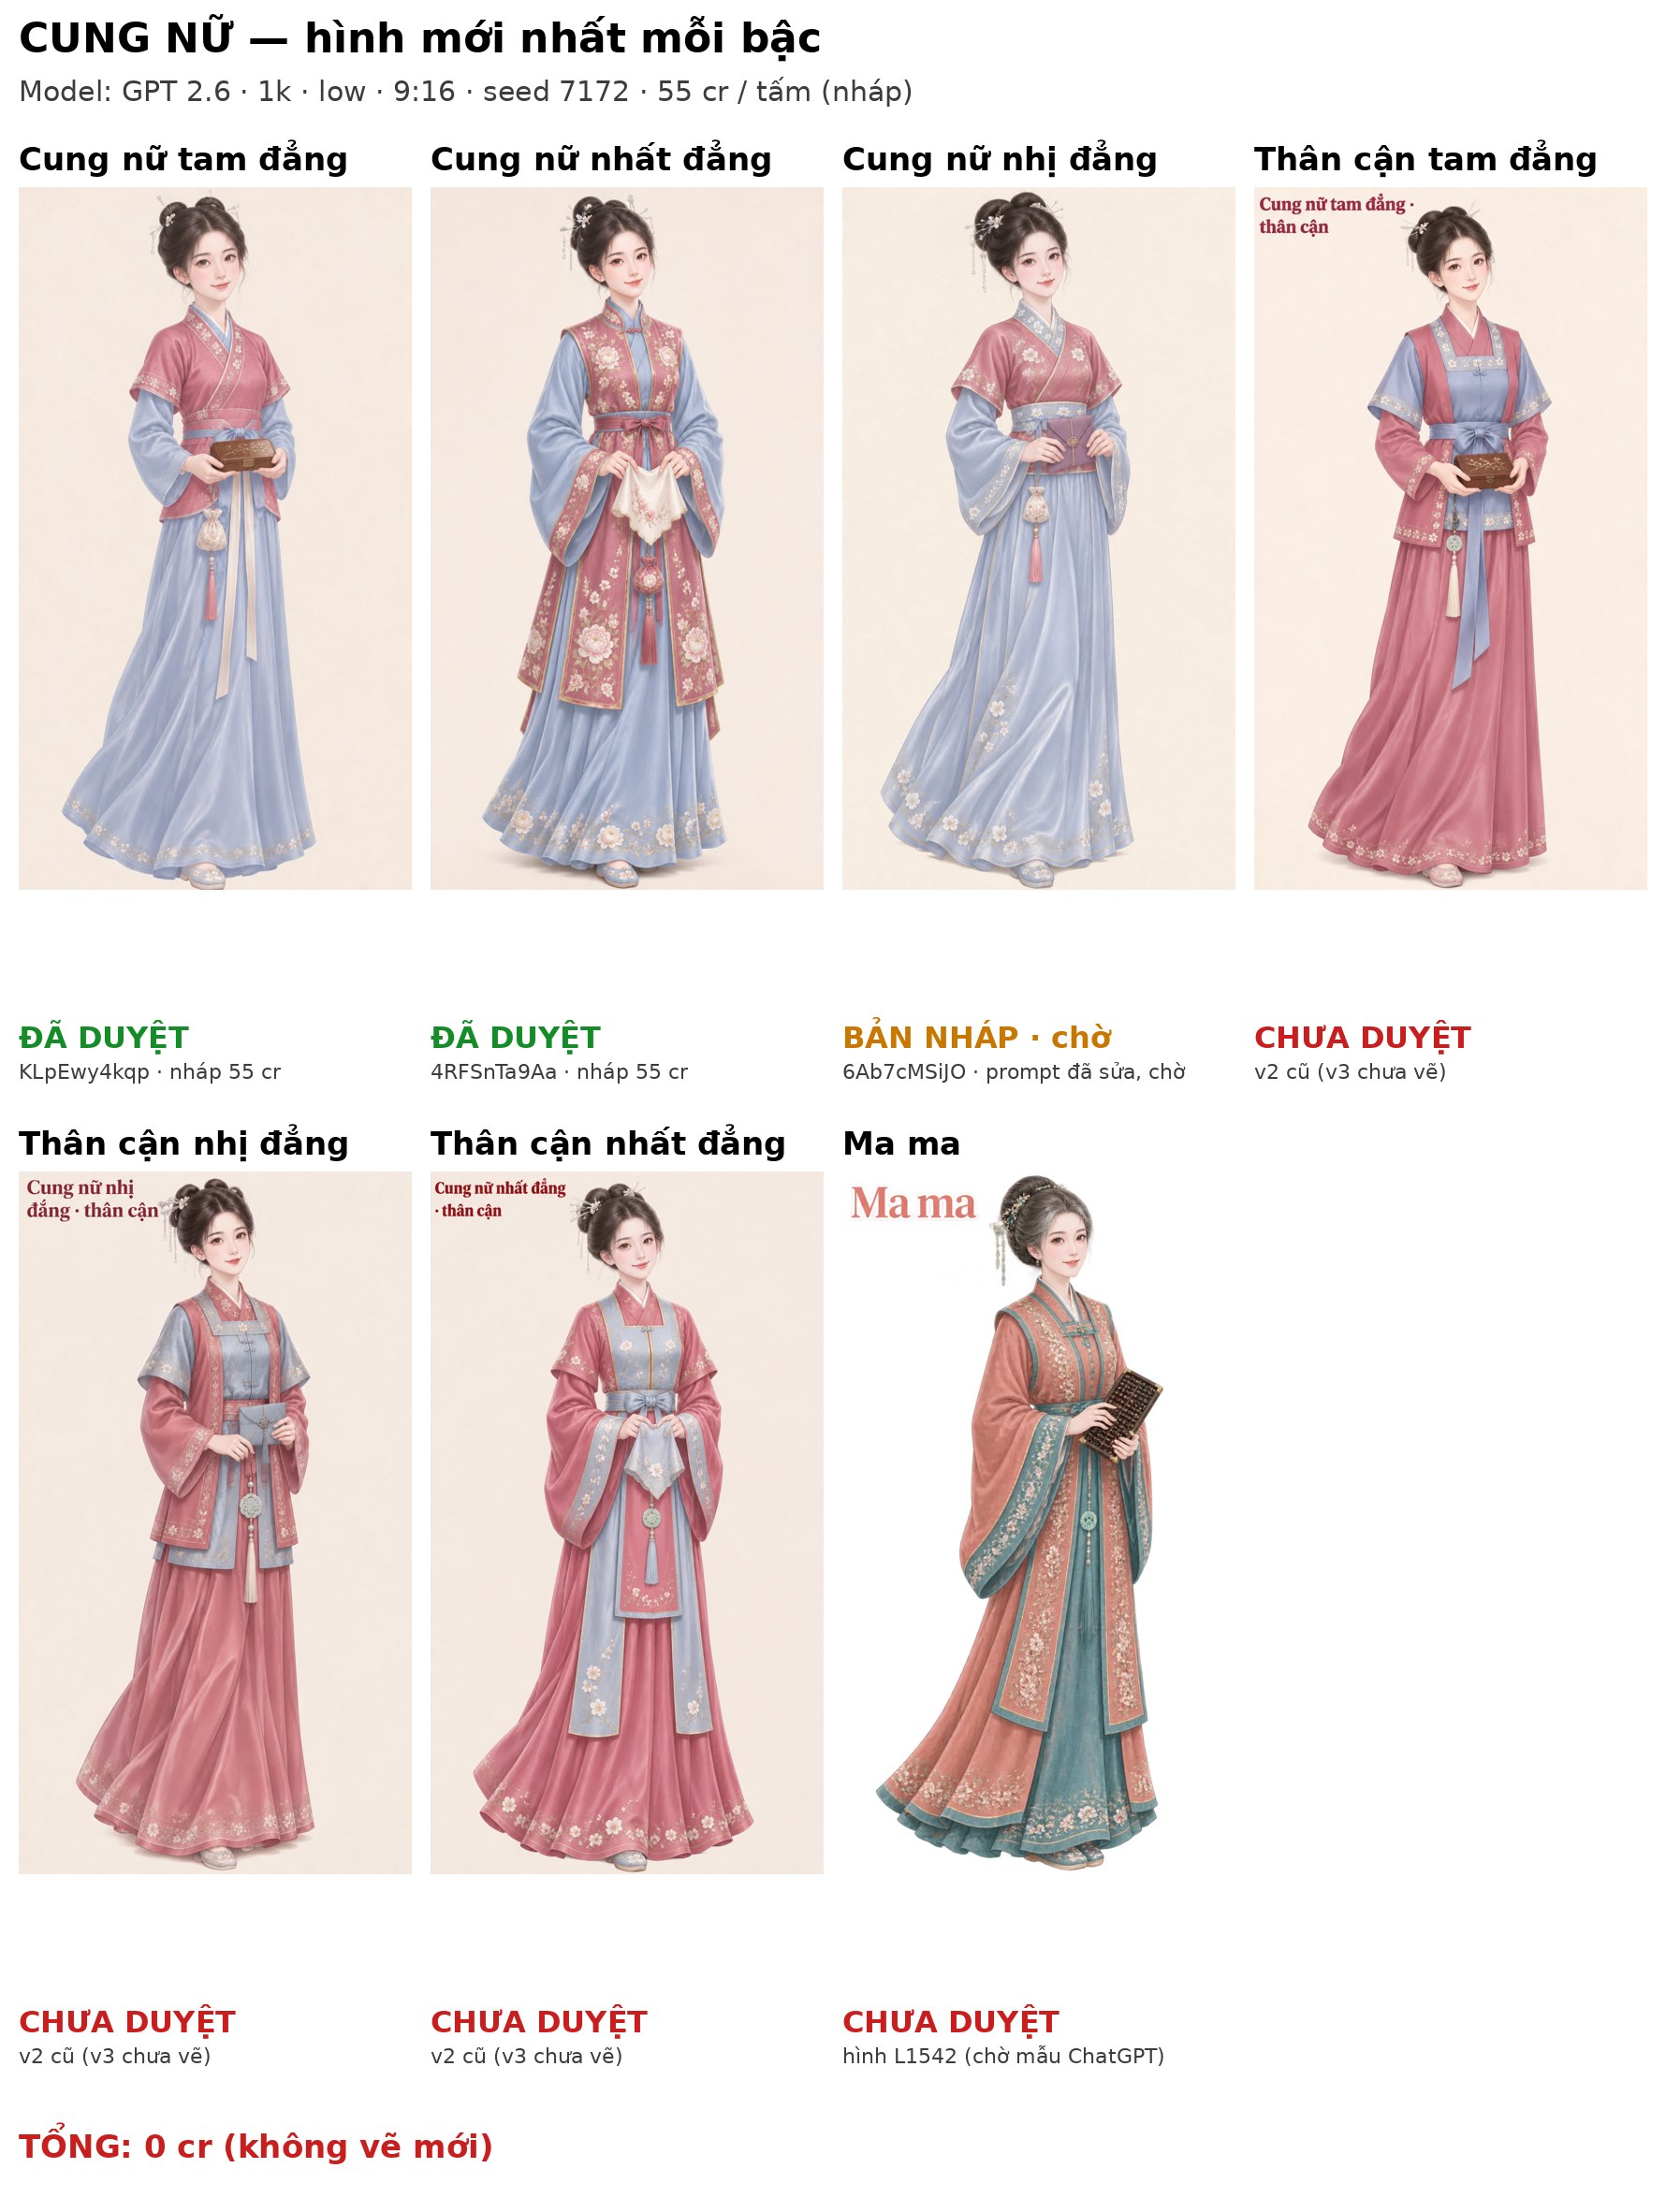 CUNG NỮ — hình mới nhất mỗi bậc
Model: GPT 2.6 · 1k · low · 9:16 · seed 7172 · 55 cr / tấm (nháp)
Cung nữ tam đẳng
Cung nữ nhất đẳng
Cung nữ nhị đẳng
Thân cận tam đẳng
Cung nữ tam đẳng ·
thân cận
ĐÃ DUYỆT
KLpEwy4kqp · nháp 55 cr
ĐÃ DUYỆT
4RFSnTa9Aa · nháp 55 cr
BẢN NHÁP · chờ
6Ab7cMSiJO · prompt đã sửa, chờ
CHƯA DUYỆT
v2 cũ (v3 chưa vẽ)
Thân cận nhị đẳng
Thân cận nhất đẳng
Ma ma
Cung nữ nhị
đẳng · thân cận
Cung nữ nhất đẳng
· thân cận
Ma ma
CHƯA DUYỆT
v2 cũ (v3 chưa vẽ)
CHƯA DUYỆT
v2 cũ (v3 chưa vẽ)
CHƯA DUYỆT
hình L1542 (chờ mẫu ChatGPT)
TỔNG: 0 cr (không vẽ mới)